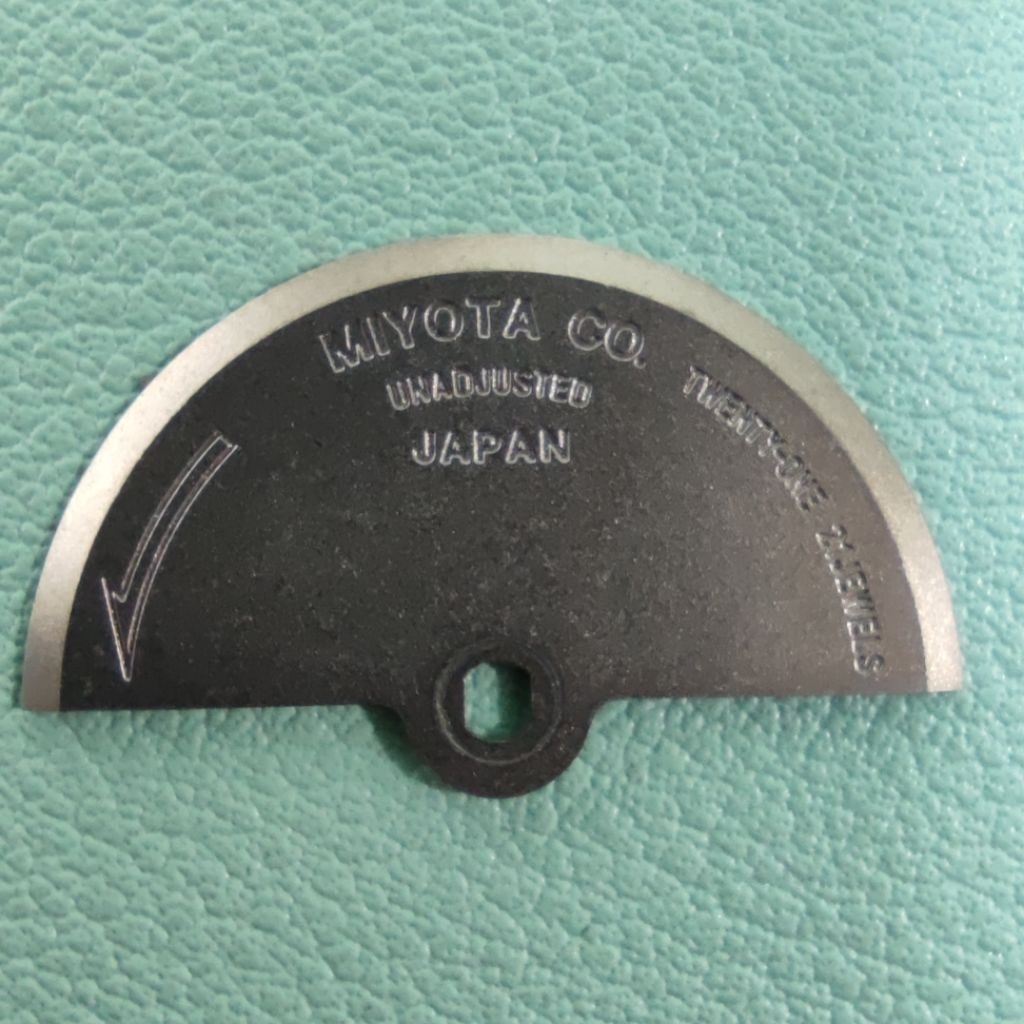 MIYOTA CO.
UNADJUSTED
JAPAN
TWENTY-ONE 21 JEWELS